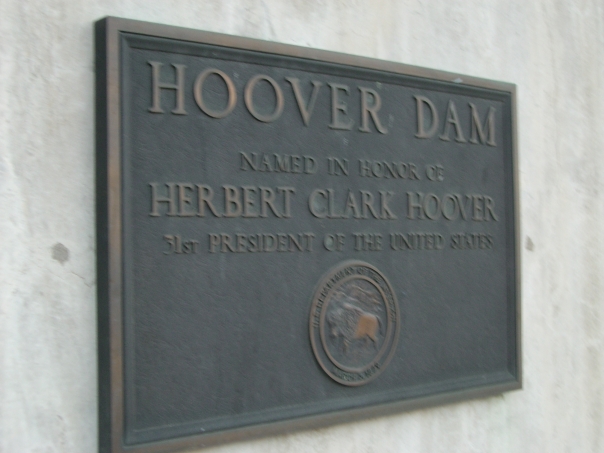 HOOVER DAM
NAMED IN HONOR OF
HERBERT CLARK HOOVER
31ST PRESIDENT OF THE UNITED STATES